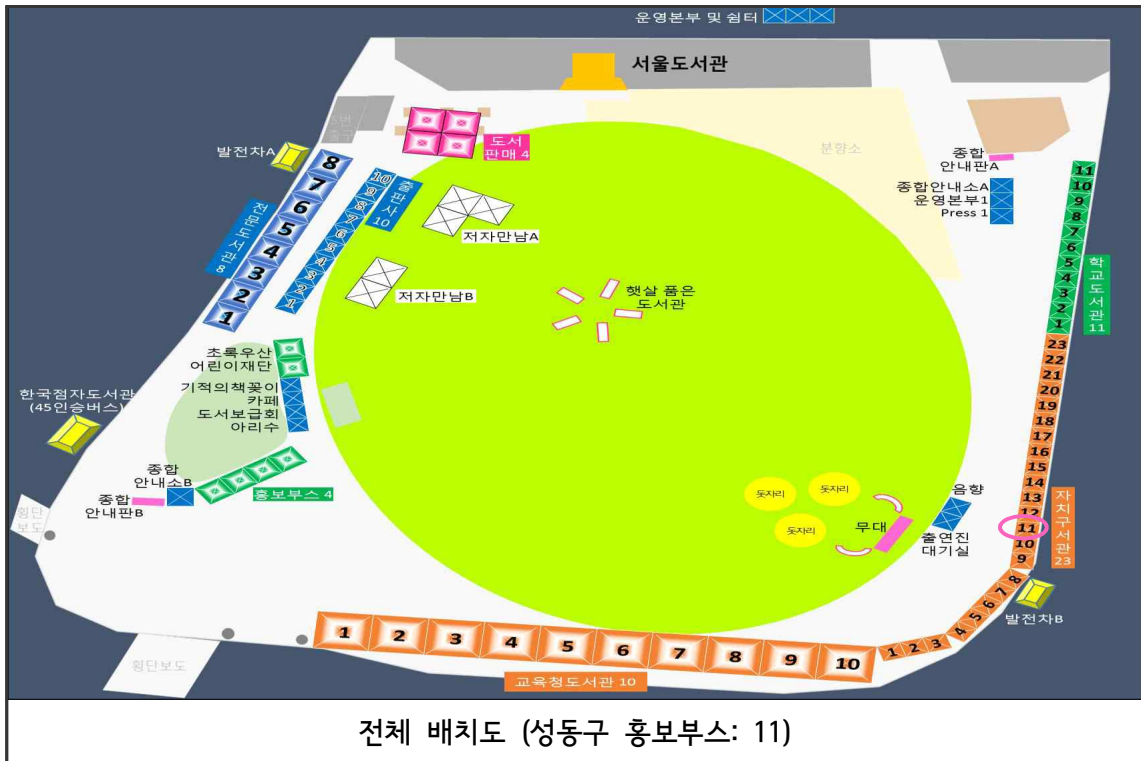 운영본부 및 쉼터
서울도서관
5번
출구
도서
판매 4
발전차A
분향소
종합
안내판A
종합안내소A
운영본부1
Press 1
8
7
6
5
4
3
2
1
전문도서관
8
10
9
8
7
6
5
4
3
2
1
출판사
10
저자만남A
저자만남B
햇살 품은
도서관
11
10
9
8
7
6
5
4
3
2
1
학교도서관
11
초록우산
어린이재단
기적의책꽂이
카페
도서보급회
아리수
한국점자도서관
(45인승버스)
종합
안내소B
종합
안내판B
홍보부스 4
횡단
보도
23
22
21
20
19
18
17
16
15
14
13
12
11
10
9
8
7
6
5
4
3
2
1
자치구서관
23
돗자리
돗자리
돗자리
무대
음향
출연진
대기실
발전차B
1
2
3
4
5
6
7
8
9
10
교육청도서관 10
횡단보도
전체 배치도 (성동구 홍보부스: 11)